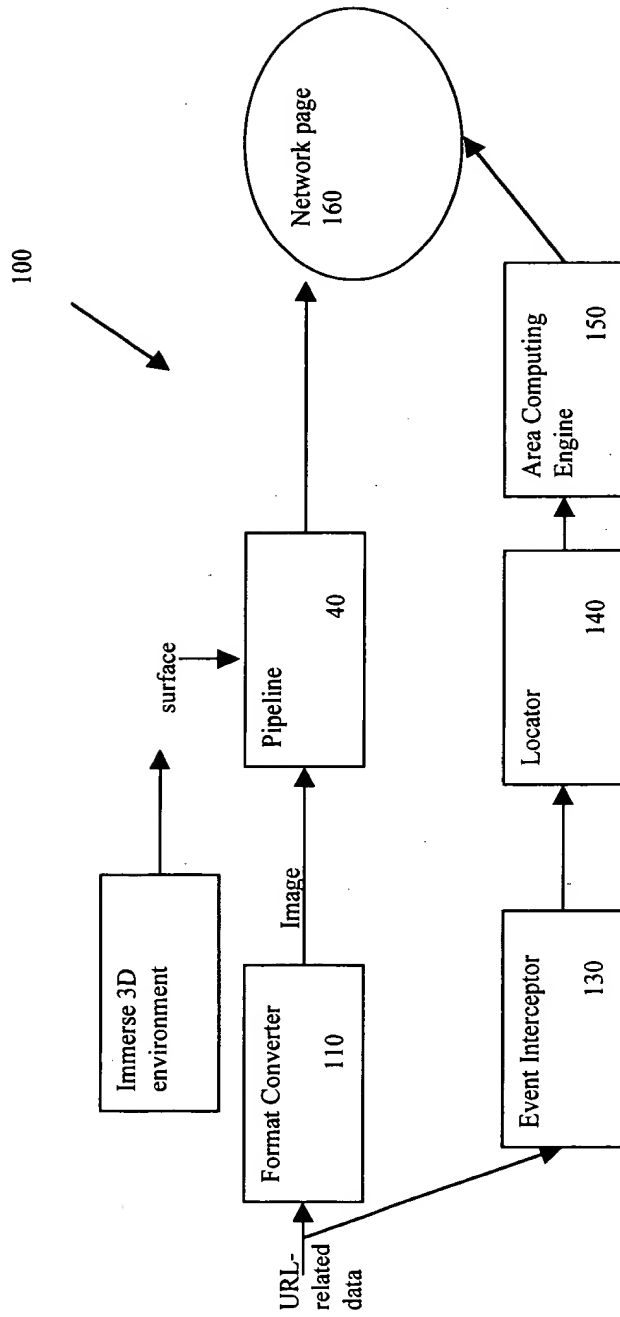 100
Immerse 3D
environment
surface
URL-
related
data
Format Converter
110
Image
Pipeline
40
Network page
160
Event Interceptor
130
Locator
140
Area Computing
Engine
150